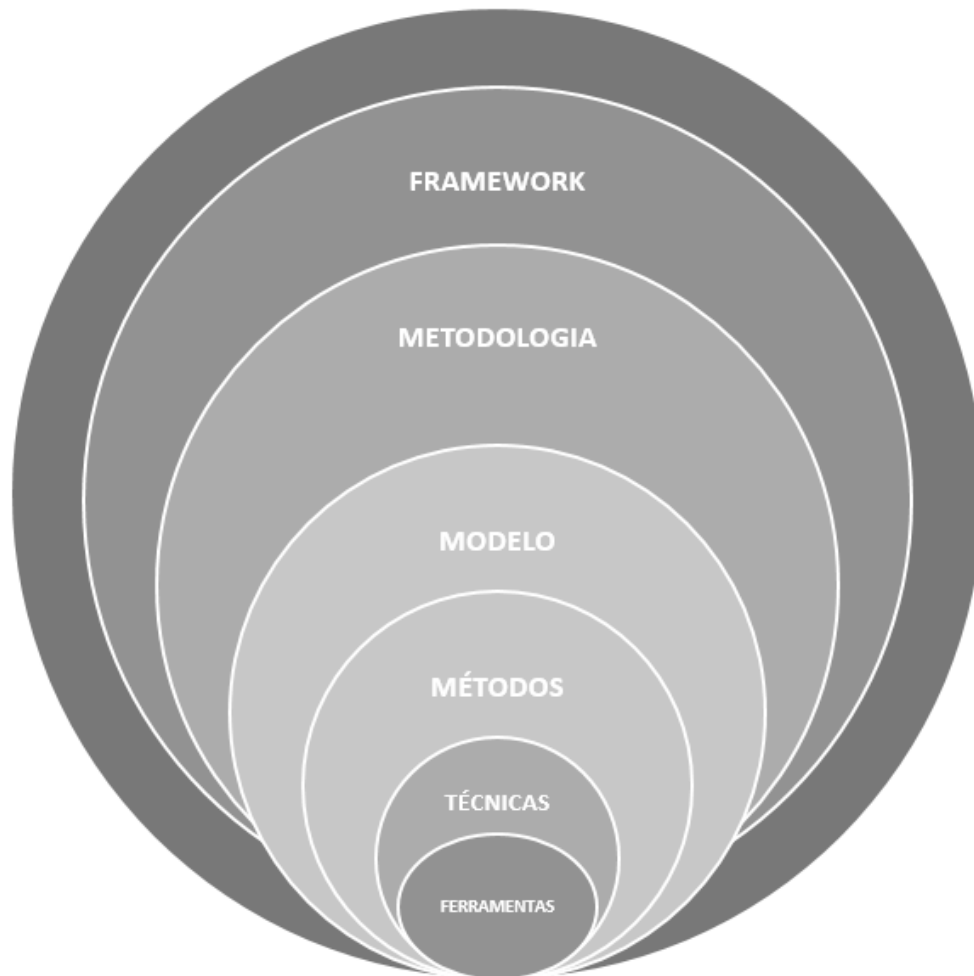 FRAMEWORK
METODOLOGIA
MODELO
MÉTODOS
TÉCNICAS
FERRAMENTAS